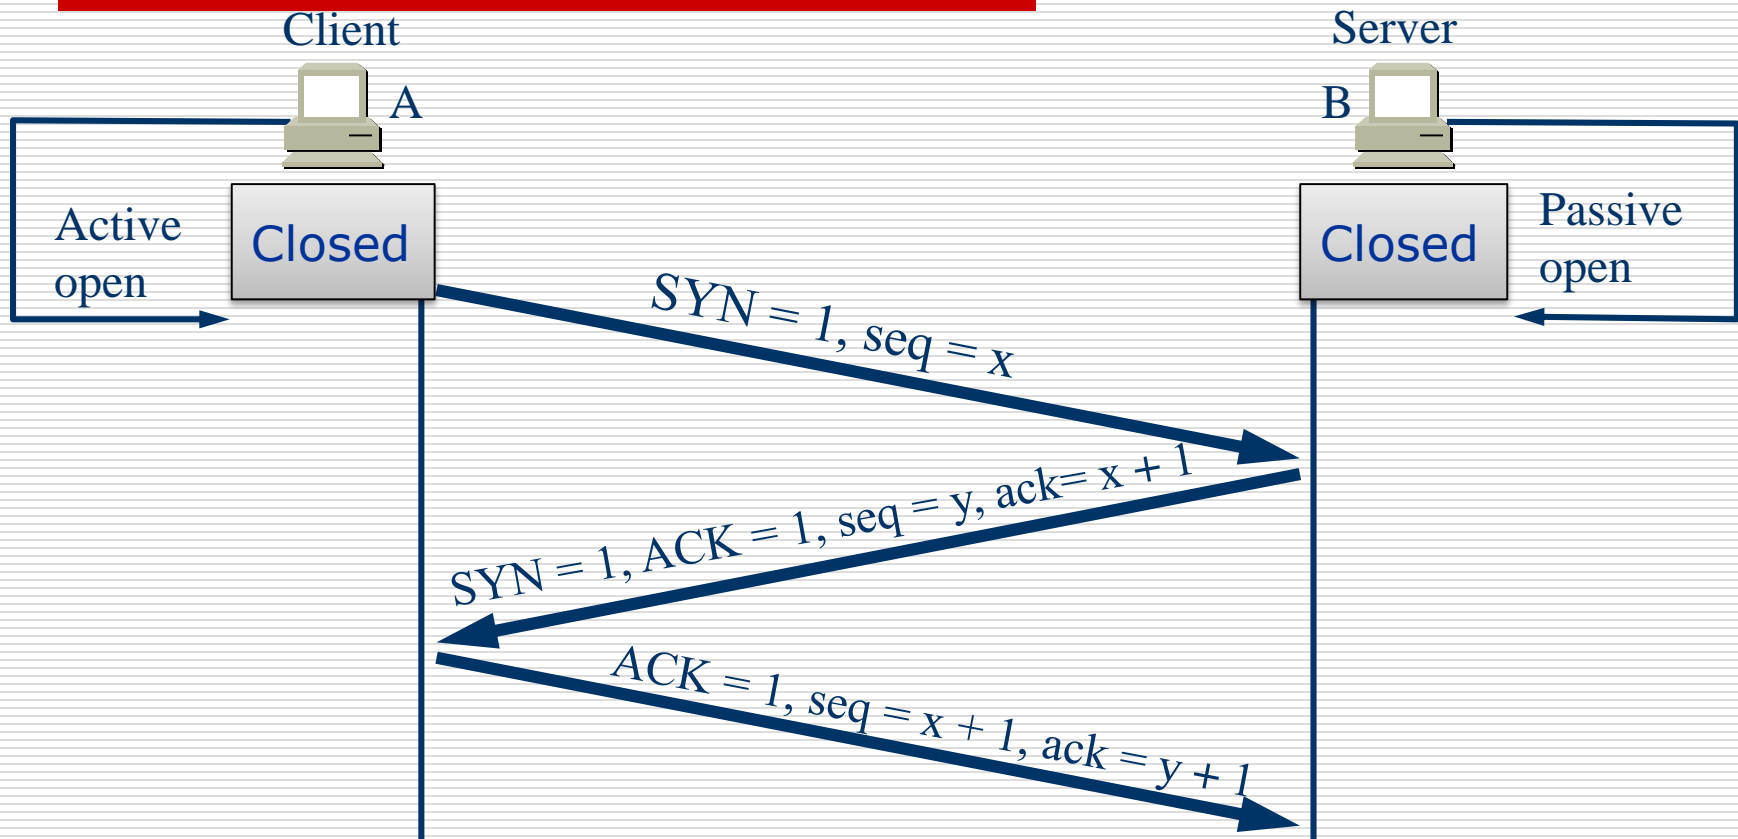 Client
Server
A
B
Active
open
Closed
Closed
Passive
open
SYN = 1, seq = x
SYN = 1, ACK = 1, seq = y, ack= x + 1
ACK = 1, seq = x + 1, ack = y + 1